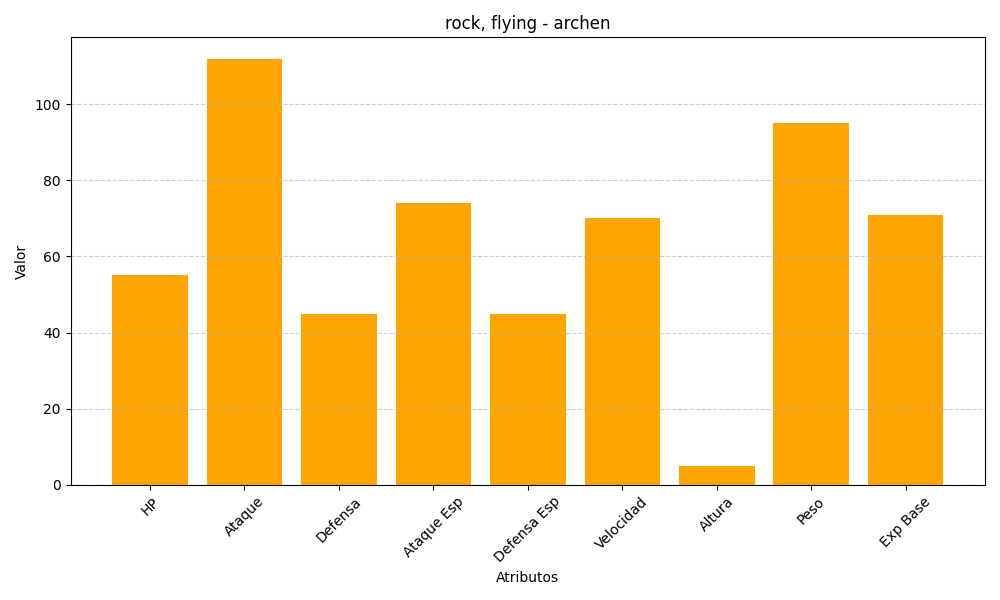 rock, flying - archen
Valor
100
80
60
40
20
0
HP
Ataque
Defensa
Ataque Esp
Defensa Esp
Velocidad
Altura
Peso
Exp Base
Atributos